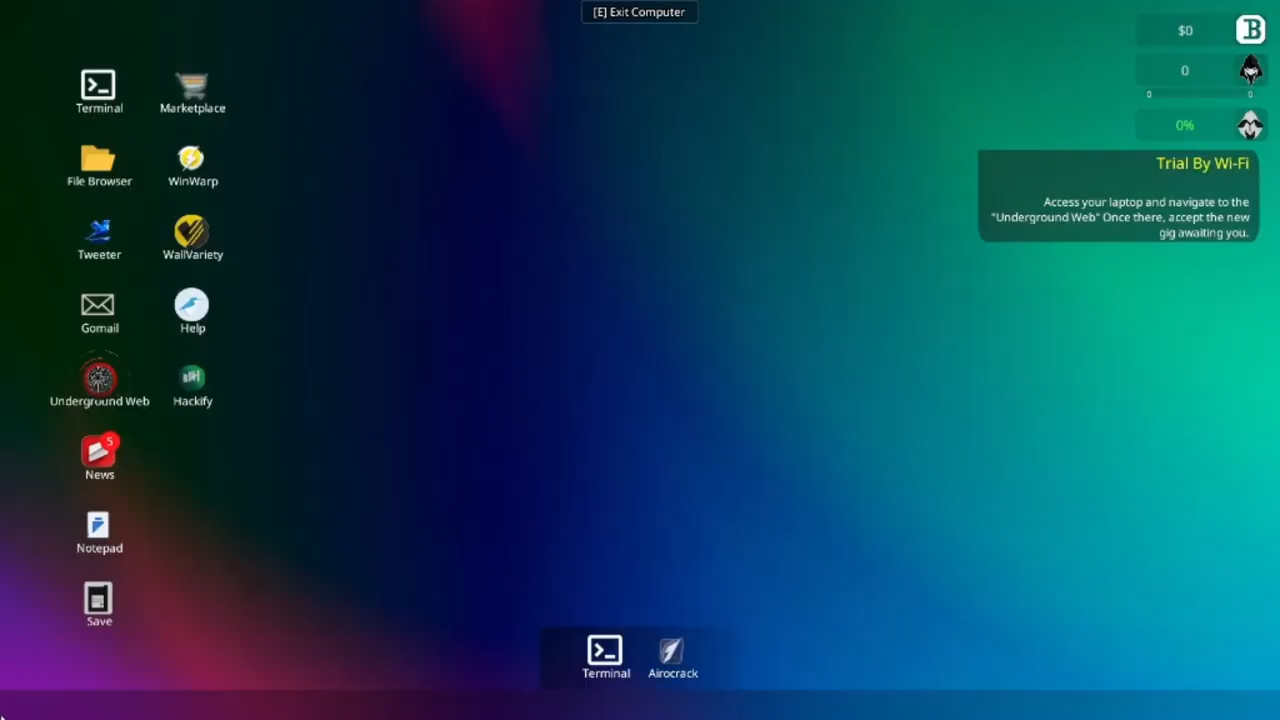 [E] Exit Computer
$0
B
0
0 0
0%
Trial By Wi-Fi
Access your laptop and navigate to the
"Underground Web" Once there, accept the new
gig awaiting you.
Terminal
Marketplace
File Browser
WinWarp
Tweeter
WallVariety
Gomail
Help
Underground Web
Hackify
5
News
Notepad
Save
Terminal
Airocrack